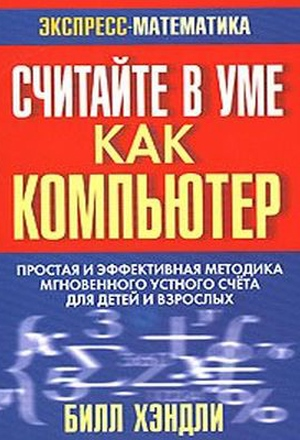 ЭКСПРЕСС-МАТЕМАТИКА
СЧИТАЙТЕ В УМЕ
КАК
КОМПЬЮТЕР
ПРОСТАЯ И ЭФФЕКТИВНАЯ МЕТОДИКА
МГНОВЕННОГО УСТНОГО СЧЁТА
ДЛЯ ДЕТЕЙ И ВЗРОСЛЫХ
БИЛЛ ХЭНДЛИ